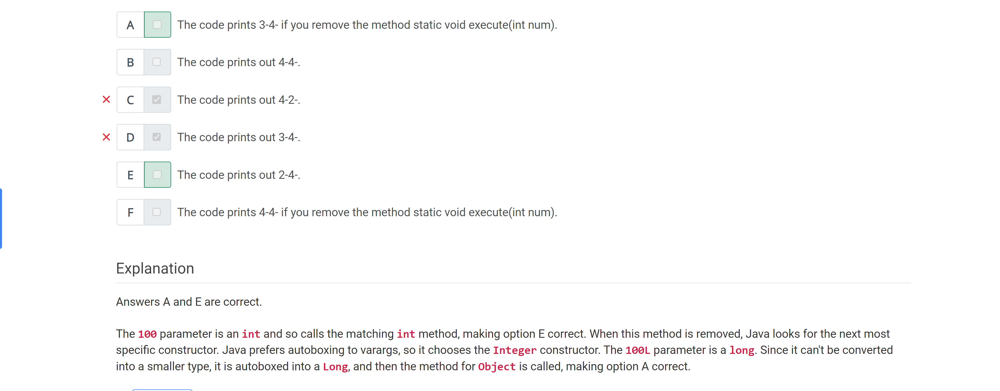 A The code prints 3-4- if you remove the method static void execute(int num).
B The code prints out 4-4-.
C The code prints out 4-2-.
D The code prints out 3-4-.
E The code prints out 2-4-.
F The code prints 4-4- if you remove the method static void execute(int num).
Explanation
Answers A and E are correct.
The 100 parameter is an int and so calls the matching int method, making option E correct. When this method is removed, Java looks for the next most
specific constructor. Java prefers autoboxing to varargs, so it chooses the Integer constructor. The 100L parameter is a long. Since it can't be converted
into a smaller type, it is autoboxed into a Long, and then the method for Object is called, making option A correct.